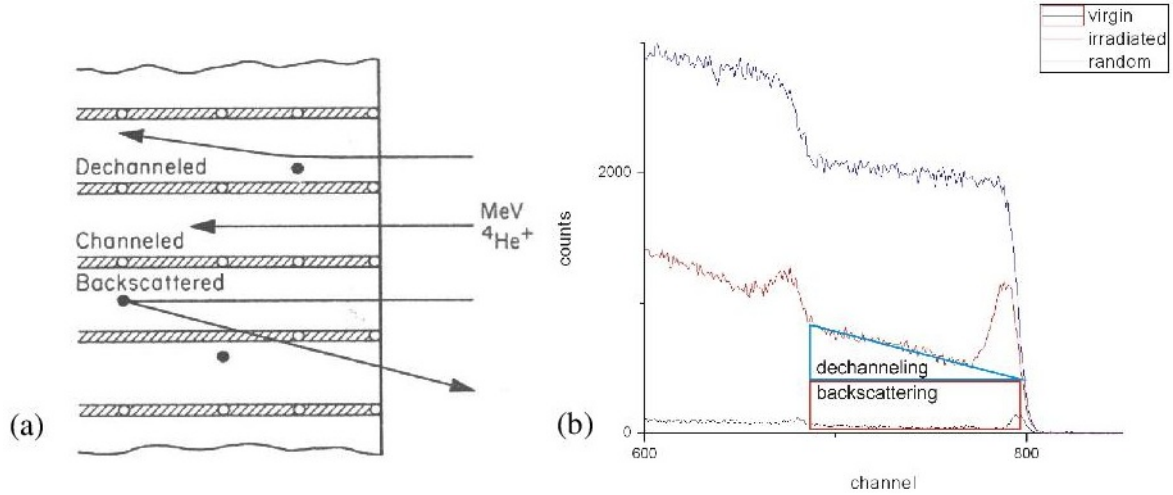 Dechanneled
MeV
⁴He⁺
Channeled
Backscattered
(a)
virgin
irradiated
random
2000
counts
dechanneling
backscattering
0
600
800
channel
(b)